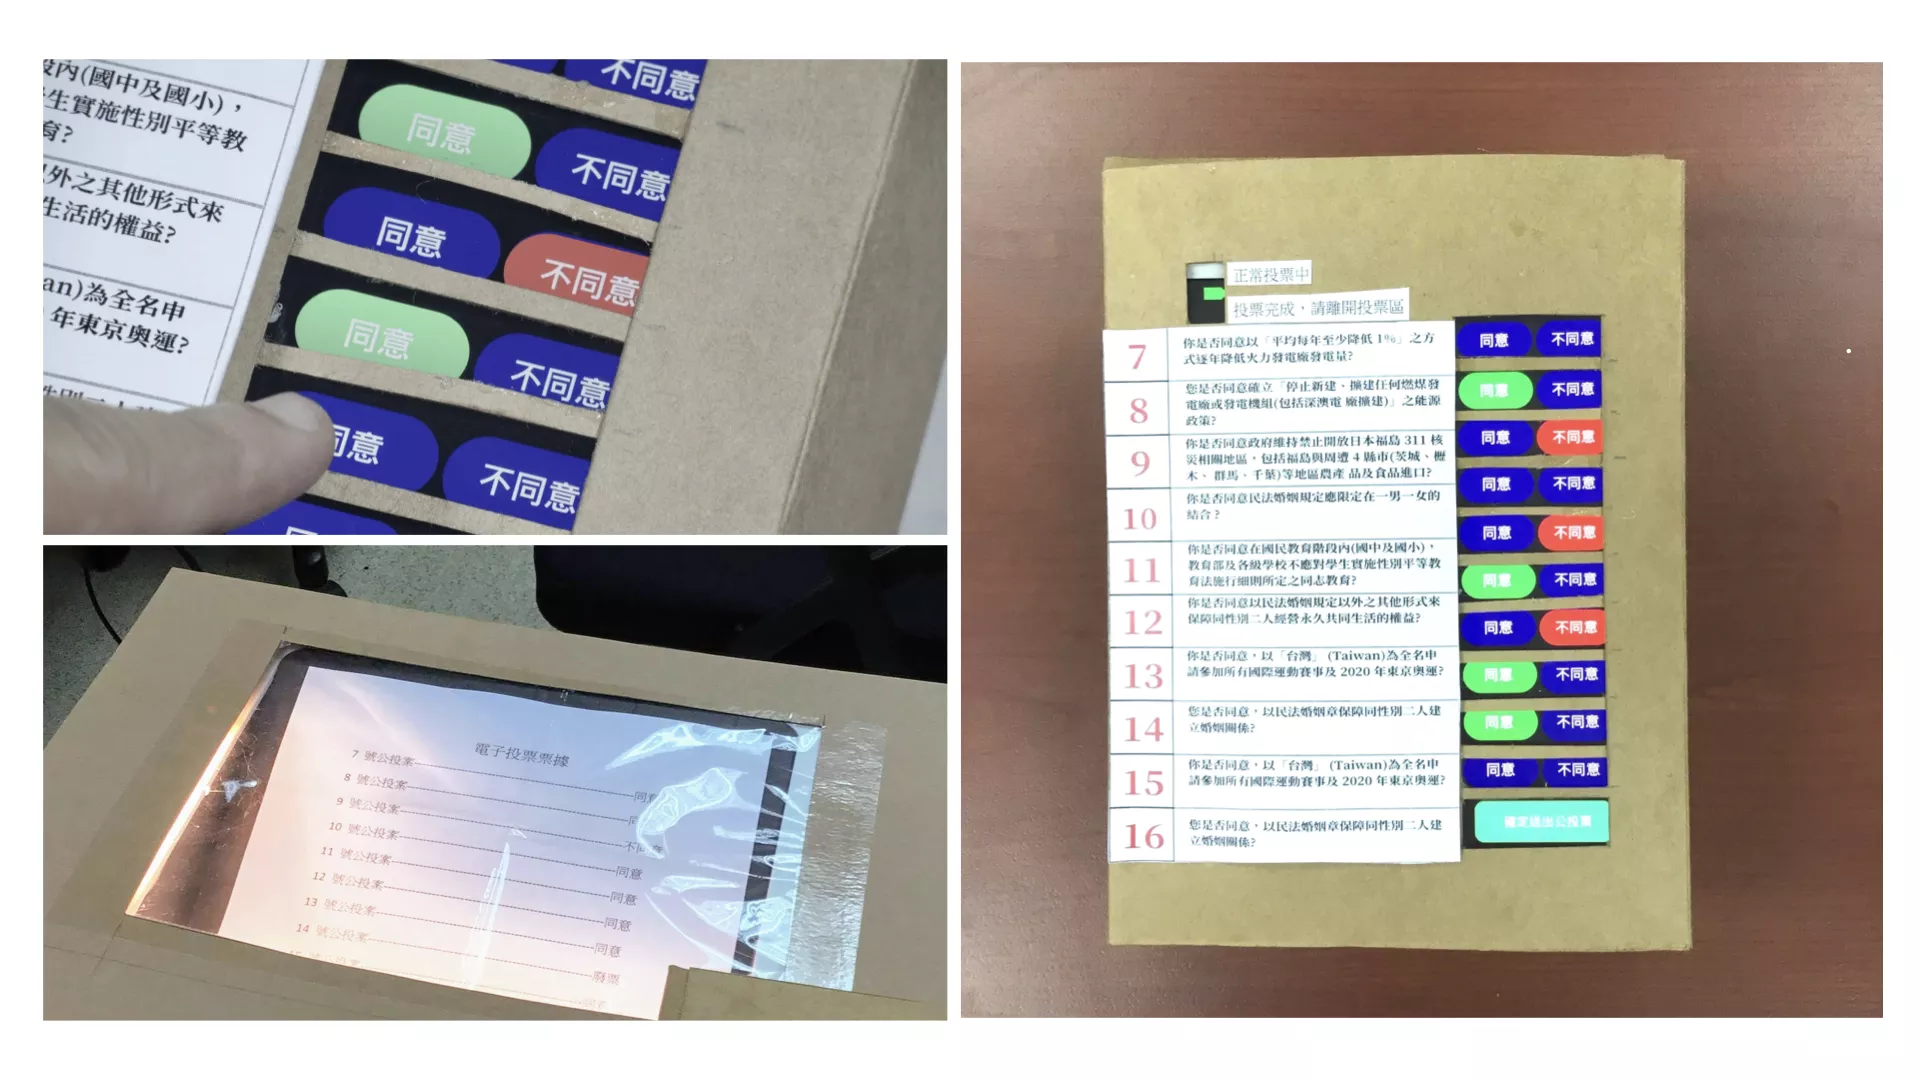 段內(國中及國小)，
生實施性別平等教
育?
以外之其他形式來
生活的權益?
an)為全名申
年東京奧運?
不同意
同意 不同意
同意 不同意
同意 不同意
同意 不同意
電子投票票據
7 號公投案 同意
8 號公投案
9 號公投案 不同意
10 號公投案 同意
11 號公投案 同意
12 號公投案 同意
13 號公投案 同意
14 號公投案 廢票
號公投案
正常投票中
投票完成，請離開投票區
7 你是否同意以「平均每年至少降低 1%」之方
式逐年降低火力發電廠發電量?
同意 不同意
8 您是否同意確立「停止新建、擴建任何燃煤發
電廠或發電機組(包括深澳電 廠擴建)」之能源
政策?
同意 不同意
9 你是否同意政府維持禁止開放日本福島 311 核
災相關地區，包括福島與周遭 4 縣市(茨城、櫪
木、 群馬、千葉)等地區農產 品及食品進口?
同意 不同意
10 你是否同意民法婚姻規定應限定在一男一女的
結合？
同意 不同意
11 你是否同意在國民教育階段內(國中及國小)，
教育部及各級學校不應對學生實施性別平等教
育法施行細則所定之同志教育?
同意 不同意
12 你是否同意以民法婚姻規定以外之其他形式來
保障同性別二人經營永久共同生活的權益?
同意 不同意
13 你是否同意，以「台灣」 (Taiwan)為全名申
請參加所有國際運動賽事及 2020 年東京奧運?
同意 不同意
14 您是否同意，以民法婚姻章保障同性別二人建
立婚姻關係?
同意 不同意
15 你是否同意，以「台灣」 (Taiwan)為全名申
請參加所有國際運動賽事及 2020 年東京奧運?
同意 不同意
16 您是否同意，以民法婚姻章保障同性別二人建
立婚姻關係?
同意 不同意
確定送出公投票